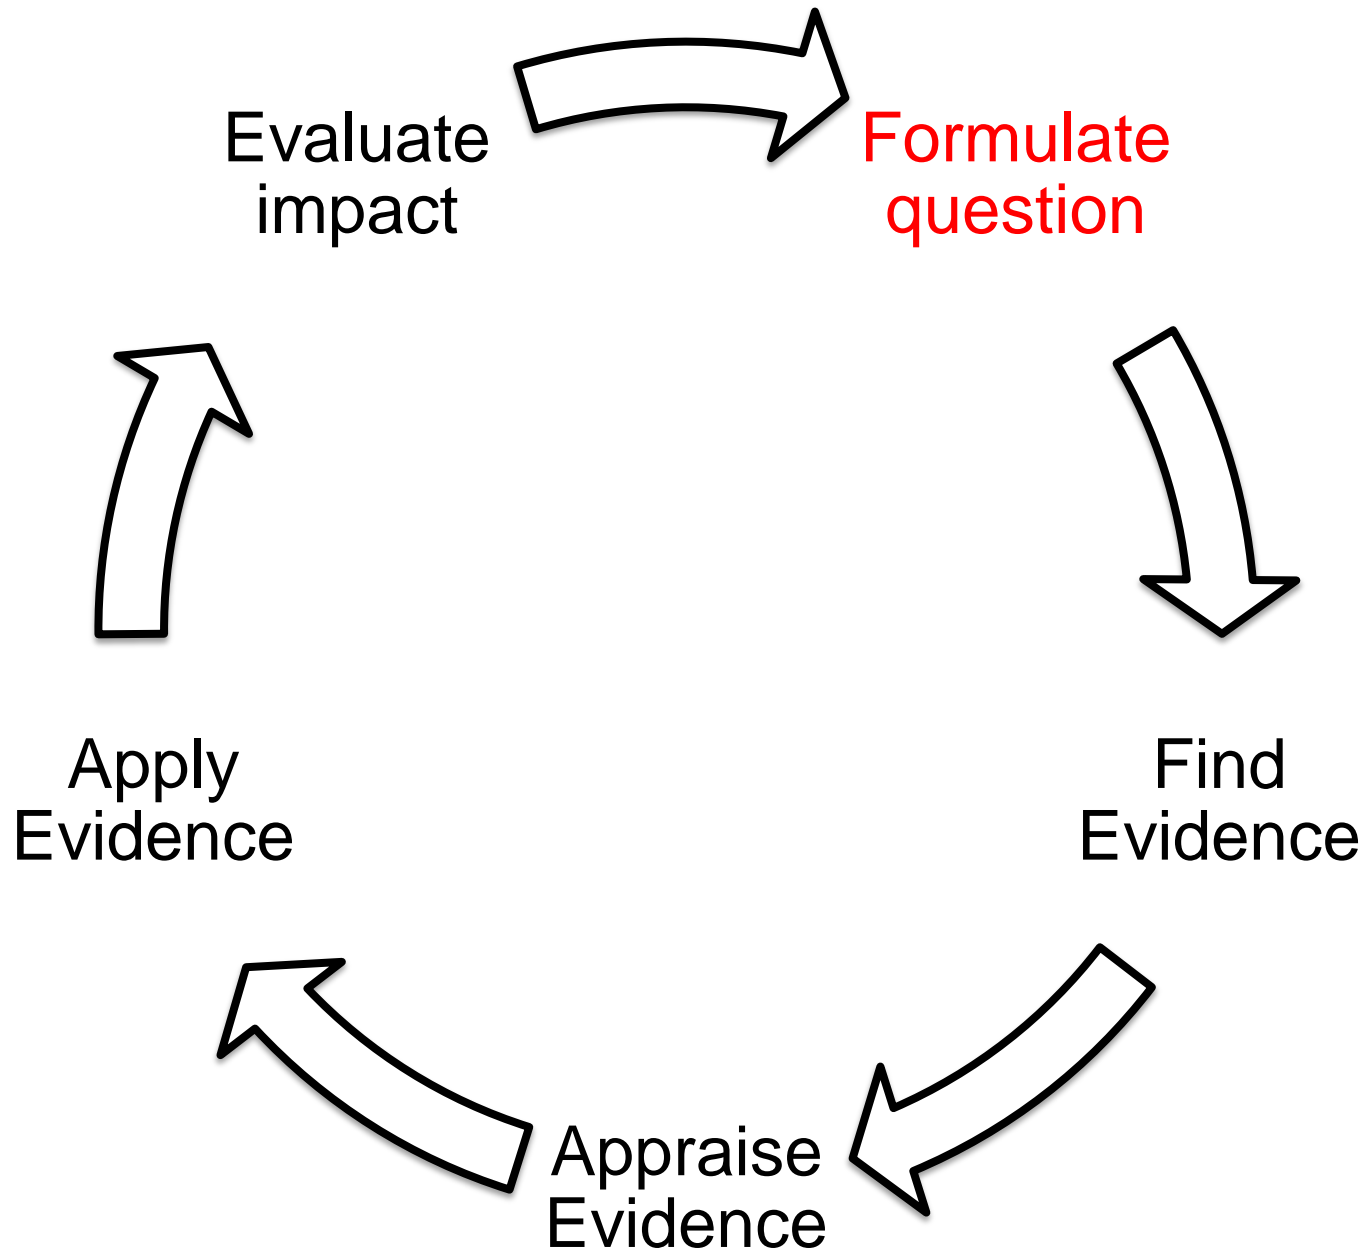 Evaluate
impact
Formulate
question
Find
Evidence
Appraise
Evidence
Apply
Evidence